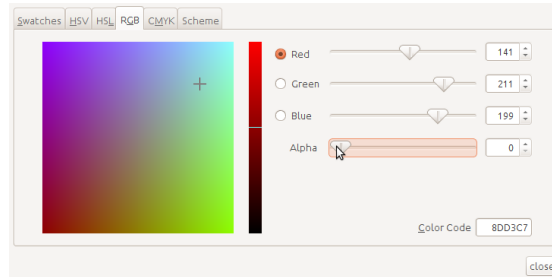 Swatches HSV HSL RGB CMYK Scheme
Red 141
Green 211
Blue 199
Alpha 0
Color Code 8DD3C7
close